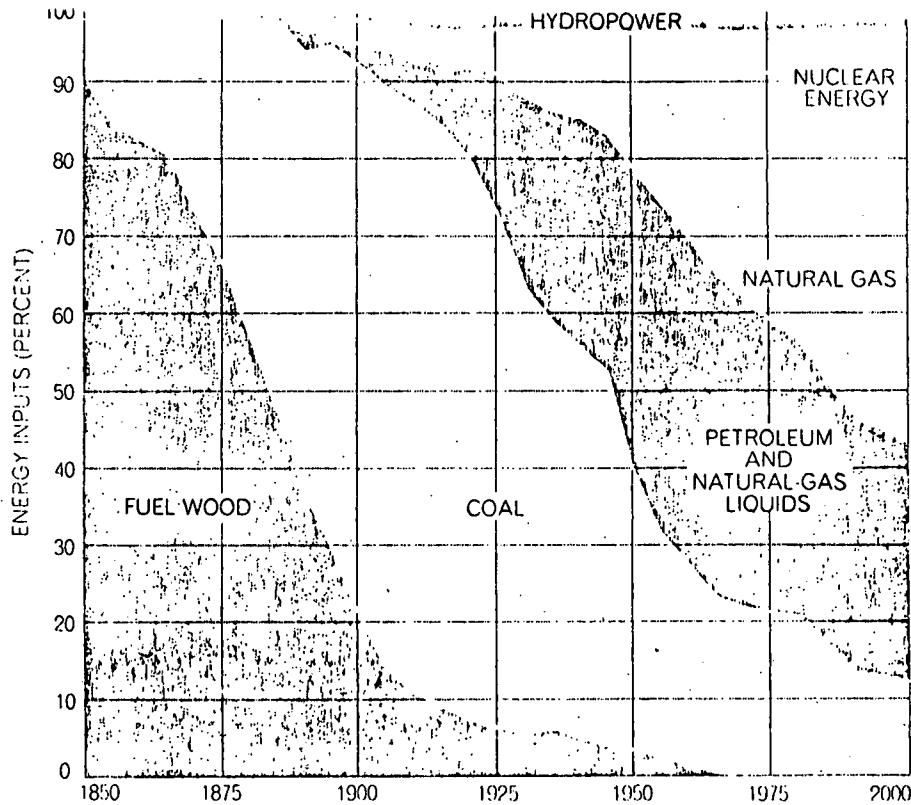 100
HYDROPOWER
90
NUCLEAR
ENERGY
80
70
NATURAL GAS
60
50
PETROLEUM
AND
NATURAL-GAS
LIQUIDS
40
FUEL WOOD
COAL
30
20
10
0
ENERGY INPUTS (PERCENT)
1850
1875
1900
1925
1950
1975
2000